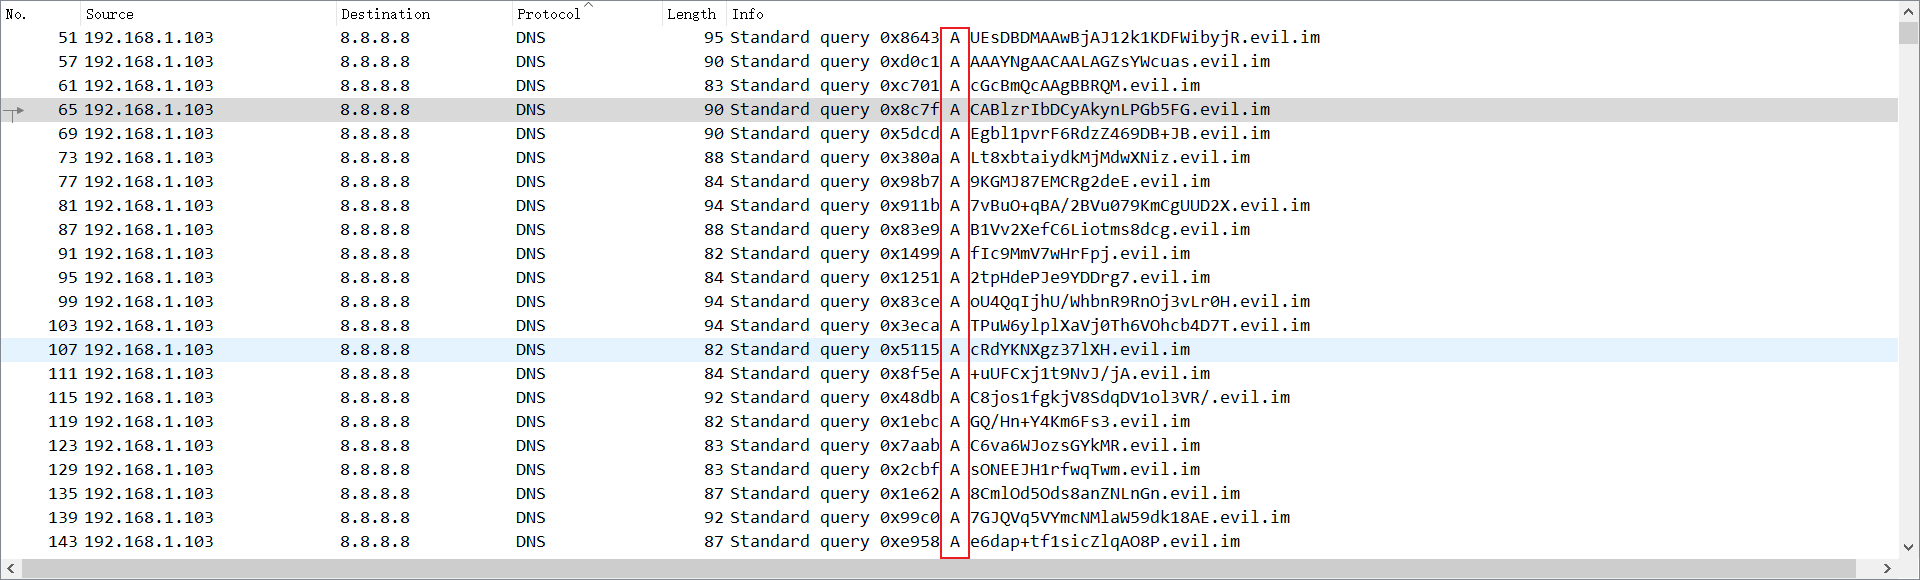 No. Source Destination Protocol Length Info
51 192.168.1.103 8.8.8.8 DNS 95 Standard query 0x8643 A UEsDBDMAAwBjAJ12k1KDFWibyjR.evil.im
57 192.168.1.103 8.8.8.8 DNS 90 Standard query 0xd0c1 A AAAYNgAACAALAGZsYWcuas.evil.im
61 192.168.1.103 8.8.8.8 DNS 83 Standard query 0xc701 A cGcBmQcAAgBBRQM.evil.im
65 192.168.1.103 8.8.8.8 DNS 90 Standard query 0x8c7f A CABlzrIbDCyAkynLPGb5FG.evil.im
69 192.168.1.103 8.8.8.8 DNS 90 Standard query 0x5dcd A Egbl1pvrF6RdzZ469DB+JB.evil.im
73 192.168.1.103 8.8.8.8 DNS 88 Standard query 0x380a A Lt8xbtaiydkMjMdwXNiz.evil.im
77 192.168.1.103 8.8.8.8 DNS 84 Standard query 0x98b7 A 9KGMJ87EMCRg2deE.evil.im
81 192.168.1.103 8.8.8.8 DNS 94 Standard query 0x911b A 7vBuO+qBA/2BVu079KmCgUUD2X.evil.im
87 192.168.1.103 8.8.8.8 DNS 88 Standard query 0x83e9 A B1Vv2XefC6Liotms8dcg.evil.im
91 192.168.1.103 8.8.8.8 DNS 82 Standard query 0x1499 A fIc9MmV7wHrFpj.evil.im
95 192.168.1.103 8.8.8.8 DNS 84 Standard query 0x1251 A 2tpHdePJe9YDDrg7.evil.im
99 192.168.1.103 8.8.8.8 DNS 94 Standard query 0x83ce A oU4QqIjhU/WhbnR9RnOj3vLr0H.evil.im
103 192.168.1.103 8.8.8.8 DNS 94 Standard query 0x3eca A TPuW6ylplXaVj0Th6VOhcb4D7T.evil.im
107 192.168.1.103 8.8.8.8 DNS 82 Standard query 0x5115 A cRdYKNXgz37lXH.evil.im
111 192.168.1.103 8.8.8.8 DNS 84 Standard query 0x8f5e A +uUFCxj1t9NvJ/jA.evil.im
115 192.168.1.103 8.8.8.8 DNS 92 Standard query 0x48db A C8jos1fgkjV8SdqDV1ol3VR/.evil.im
119 192.168.1.103 8.8.8.8 DNS 82 Standard query 0x1ebc A GQ/Hn+Y4Km6Fs3.evil.im
123 192.168.1.103 8.8.8.8 DNS 83 Standard query 0x7aab A C6va6WJozsGYkMR.evil.im
129 192.168.1.103 8.8.8.8 DNS 83 Standard query 0x2cbf A sONEEJH1rfwqTwm.evil.im
135 192.168.1.103 8.8.8.8 DNS 87 Standard query 0x1e62 A 8CmlOd5Ods8anZNLnGn.evil.im
139 192.168.1.103 8.8.8.8 DNS 92 Standard query 0x99c0 A 7GJQVq5VYmcNMlaW59dk18AE.evil.im
143 192.168.1.103 8.8.8.8 DNS 87 Standard query 0xe958 A e6dap+tf1sicZlqAO8P.evil.im